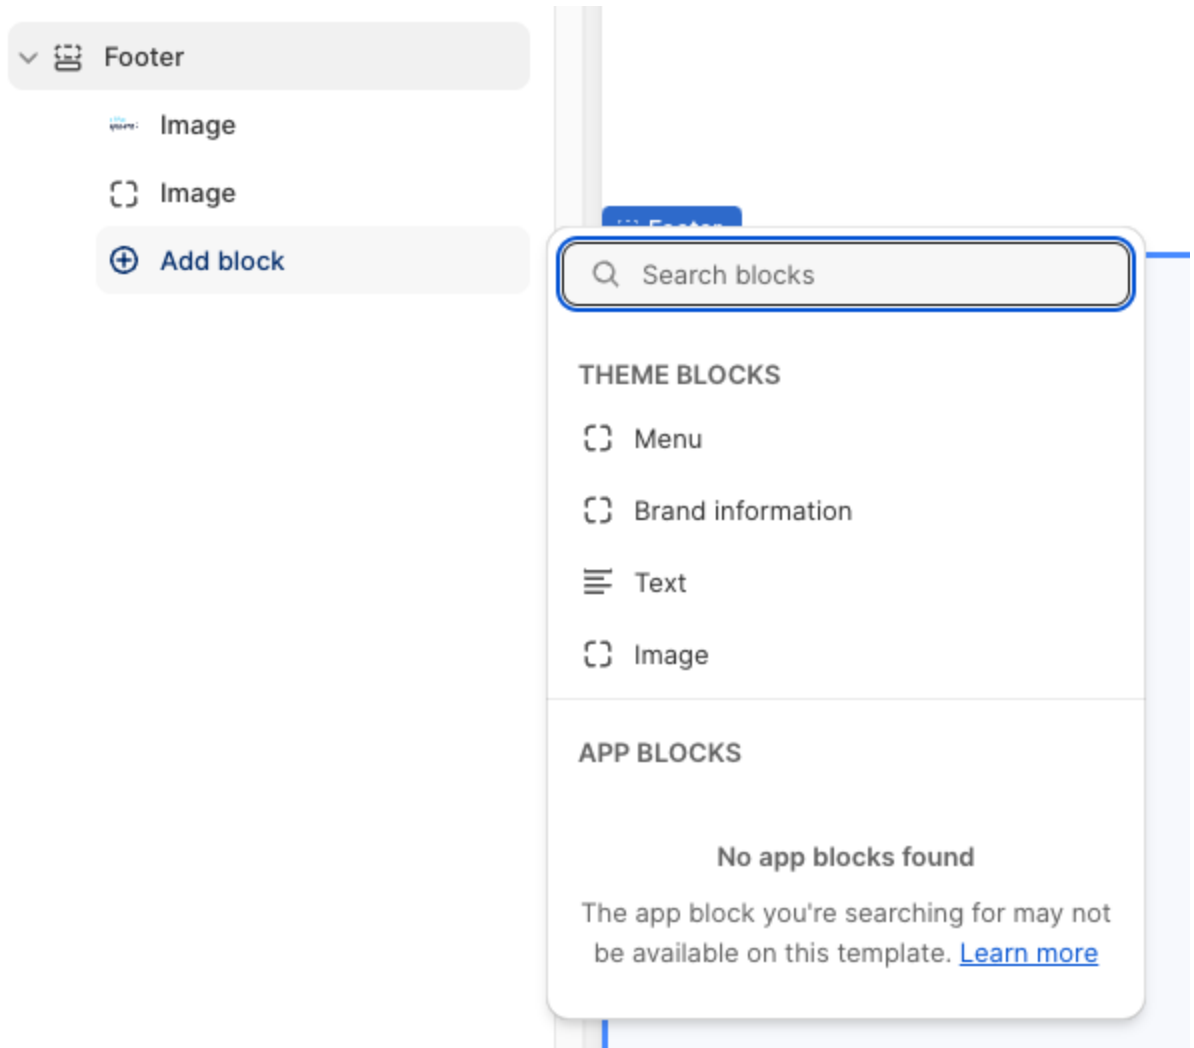 Footer
Image
Image
Add block
Footer
Search blocks
THEME BLOCKS
Menu
Brand information
Text
Image
APP BLOCKS
No app blocks found
The app block you're searching for may not
be available on this template. Learn more